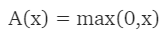 A(x) = max(0,x)